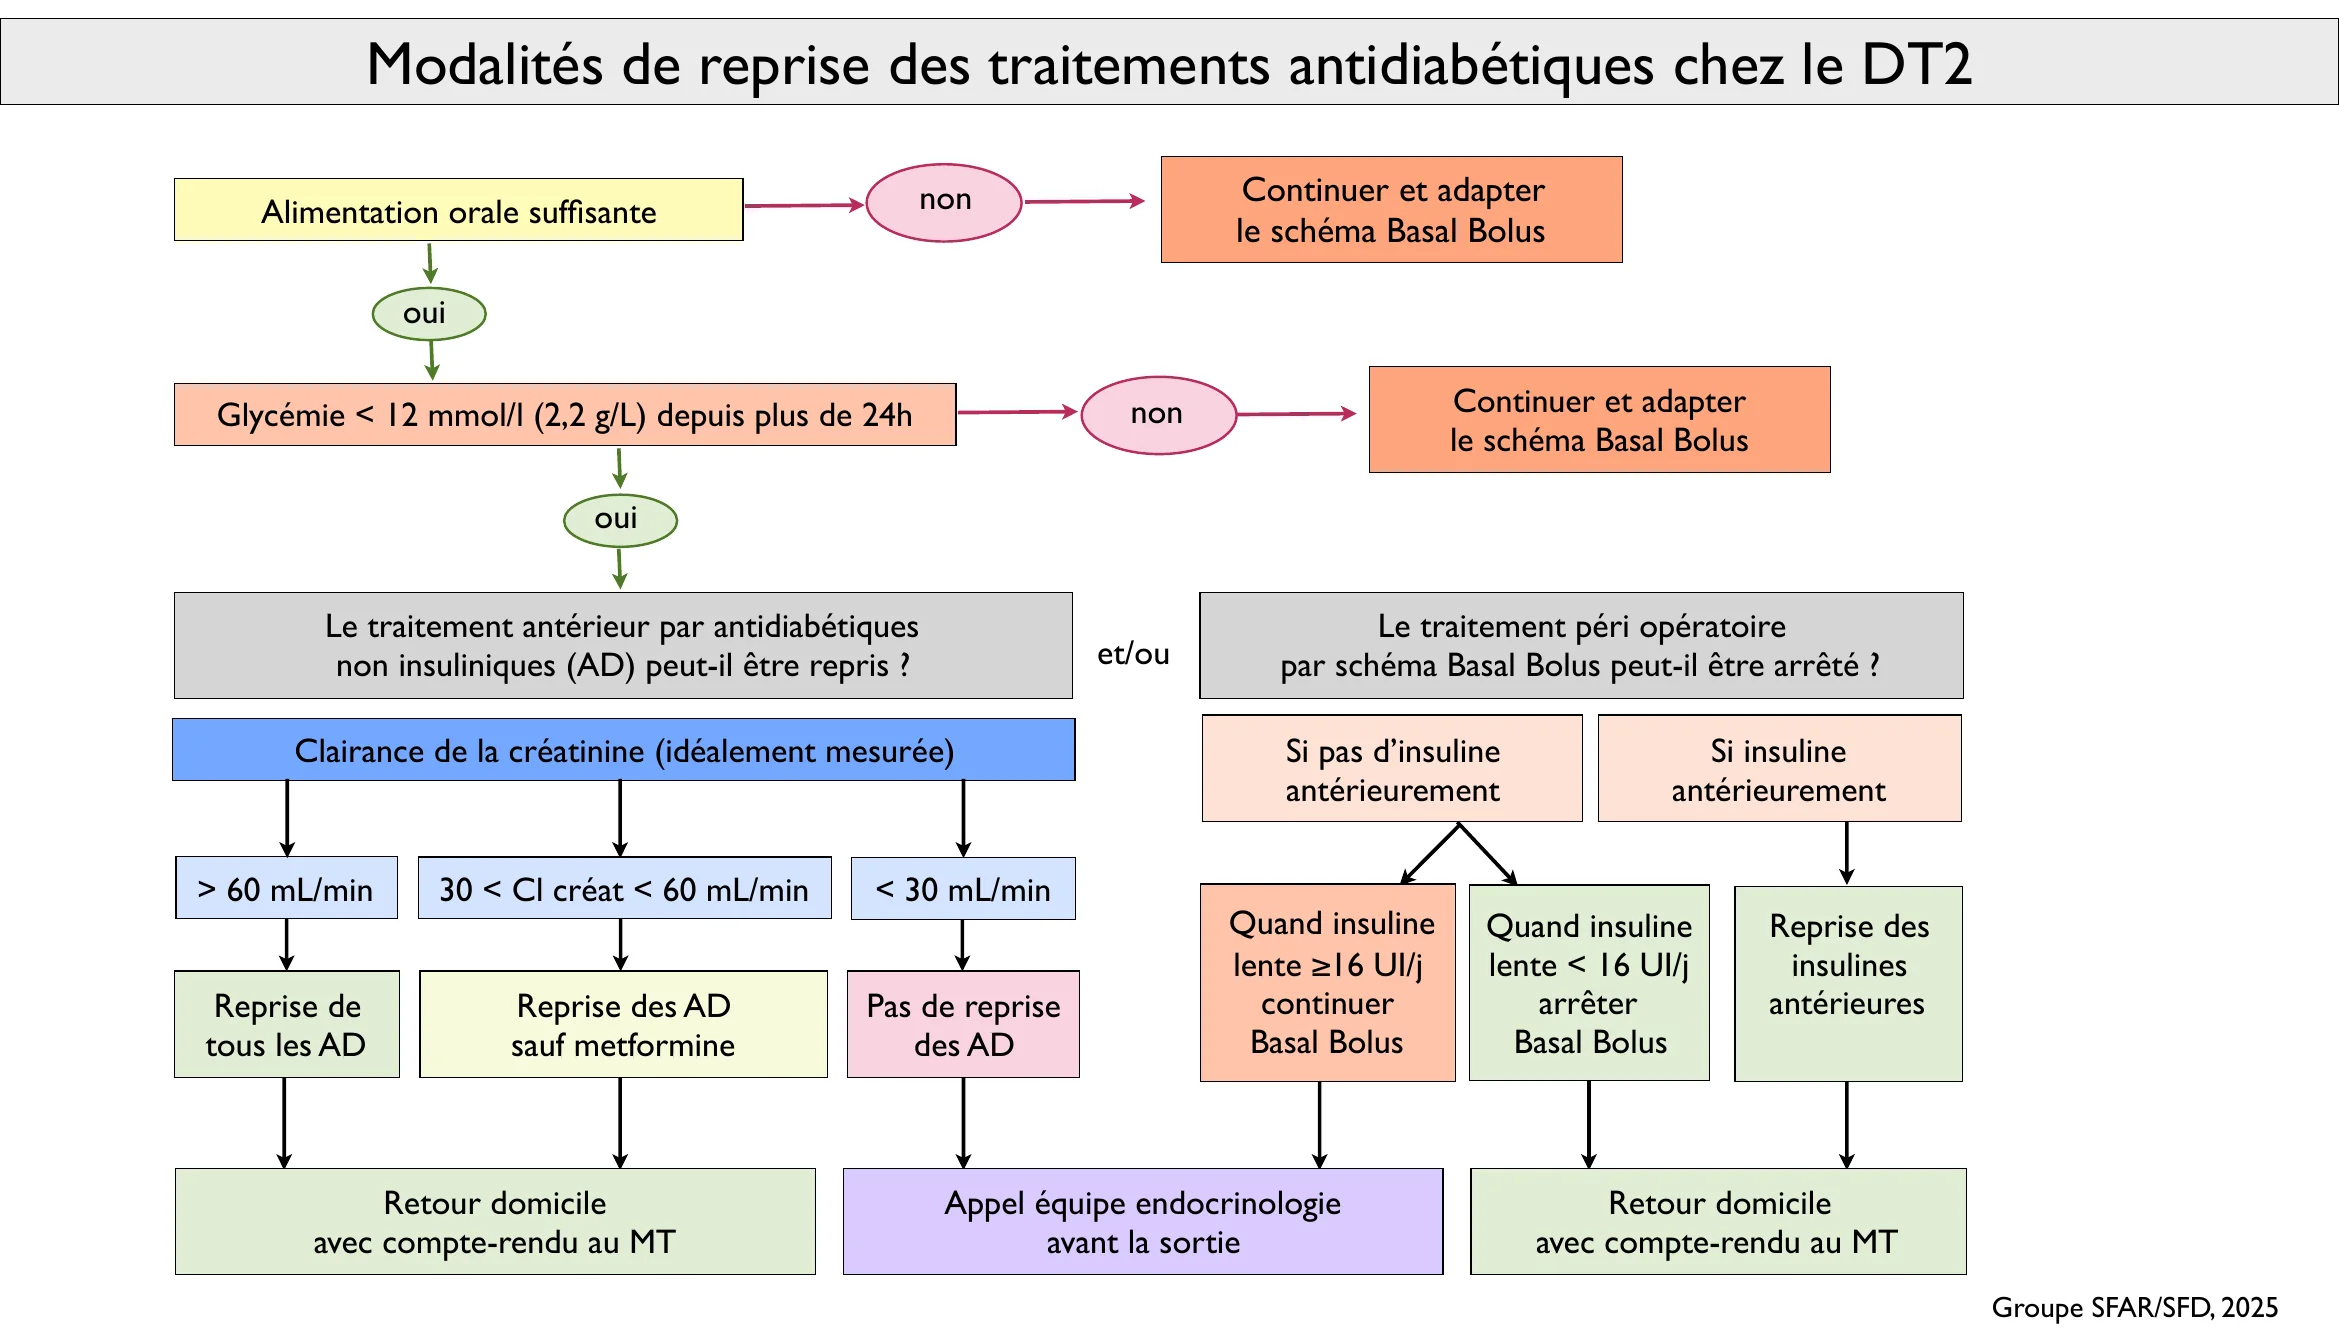 Modalités de reprise des traitements antidiabétiques chez le DT2
Alimentation orale suffisante
non
Continuer et adapter
le schéma Basal Bolus
oui
Glycémie < 12 mmol/l (2,2 g/L) depuis plus de 24h
non
Continuer et adapter
le schéma Basal Bolus
oui
Le traitement antérieur par antidiabétiques
non insuliniques (AD) peut-il être repris ?
et/ou
Le traitement péri opératoire
par schéma Basal Bolus peut-il être arrêté ?
Clairance de la créatinine (idéalement mesurée)
Si pas d’insuline
antérieurement
Si insuline
antérieurement
> 60 mL/min
30 < Cl créat < 60 mL/min
< 30 mL/min
Reprise de
tous les AD
Reprise des AD
sauf metformine
Pas de reprise
des AD
Quand insuline
lente ≥16 UI/j
continuer
Basal Bolus
Quand insuline
lente < 16 UI/j
arrêter
Basal Bolus
Reprise des
insulines
antérieures
Retour domicile
avec compte-rendu au MT
Appel équipe endocrinologie
avant la sortie
Retour domicile
avec compte-rendu au MT
Groupe SFAR/SFD, 2025